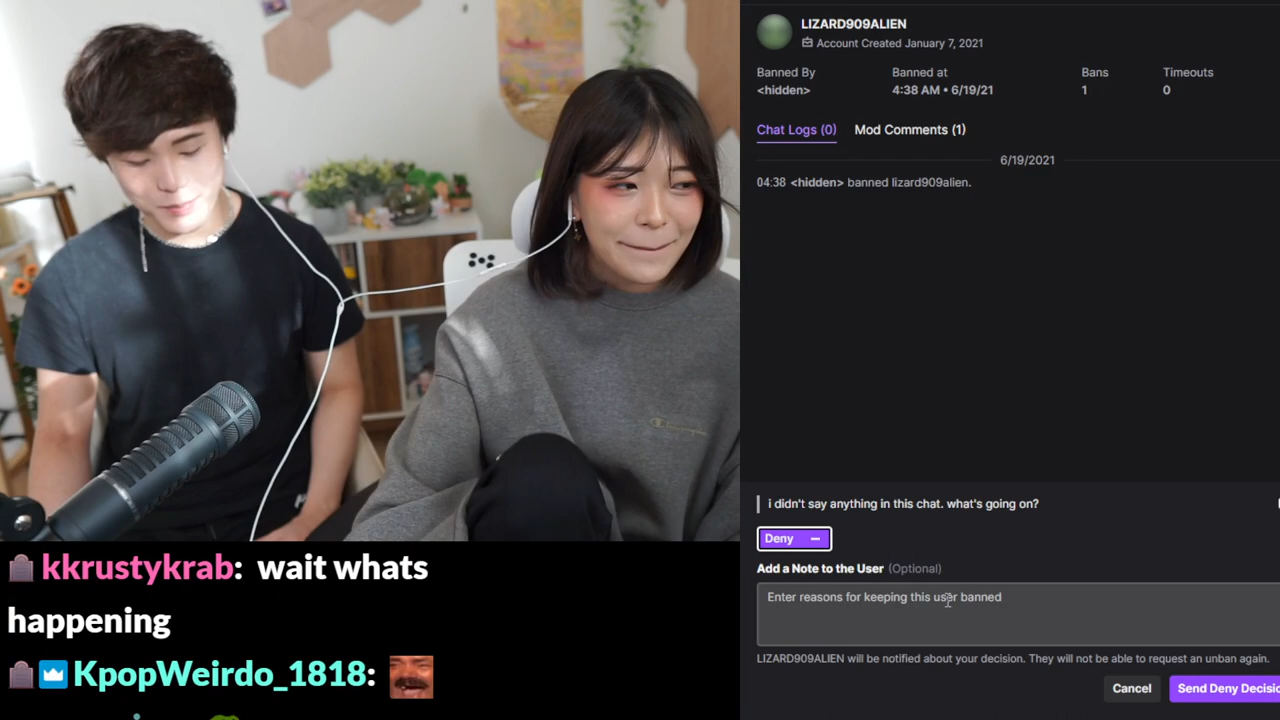 LIZARD909ALIEN
Account Created January 7, 2021
Banned By
Banned at
Bans
Timeouts
<hidden>
4:38 AM • 6/19/21
1
0
Chat Logs (0)
Mod Comments (1)
6/19/2021
04:38 <hidden> banned lizard909alien.
i didn't say anything in this chat. what's going on?
Deny
Add a Note to the User (Optional)
Enter reasons for keeping this user banned
LIZARD909ALIEN will be notified about your decision. They will not be able to request an unban again.
Cancel
Send Deny Decisio
kkrustykrab: wait whats
happening
KpopWeirdo_1818:
Champion